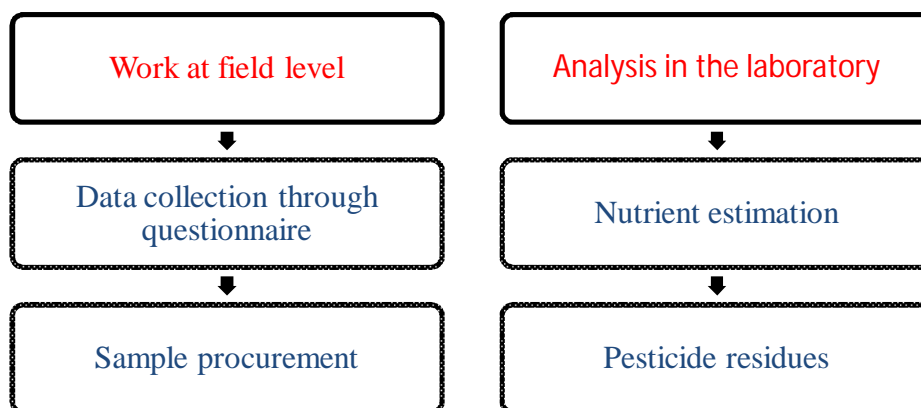 Work at field level
Data collection through
questionnaire
Sample procurement
Analysis in the laboratory
Nutrient estimation
Pesticide residues